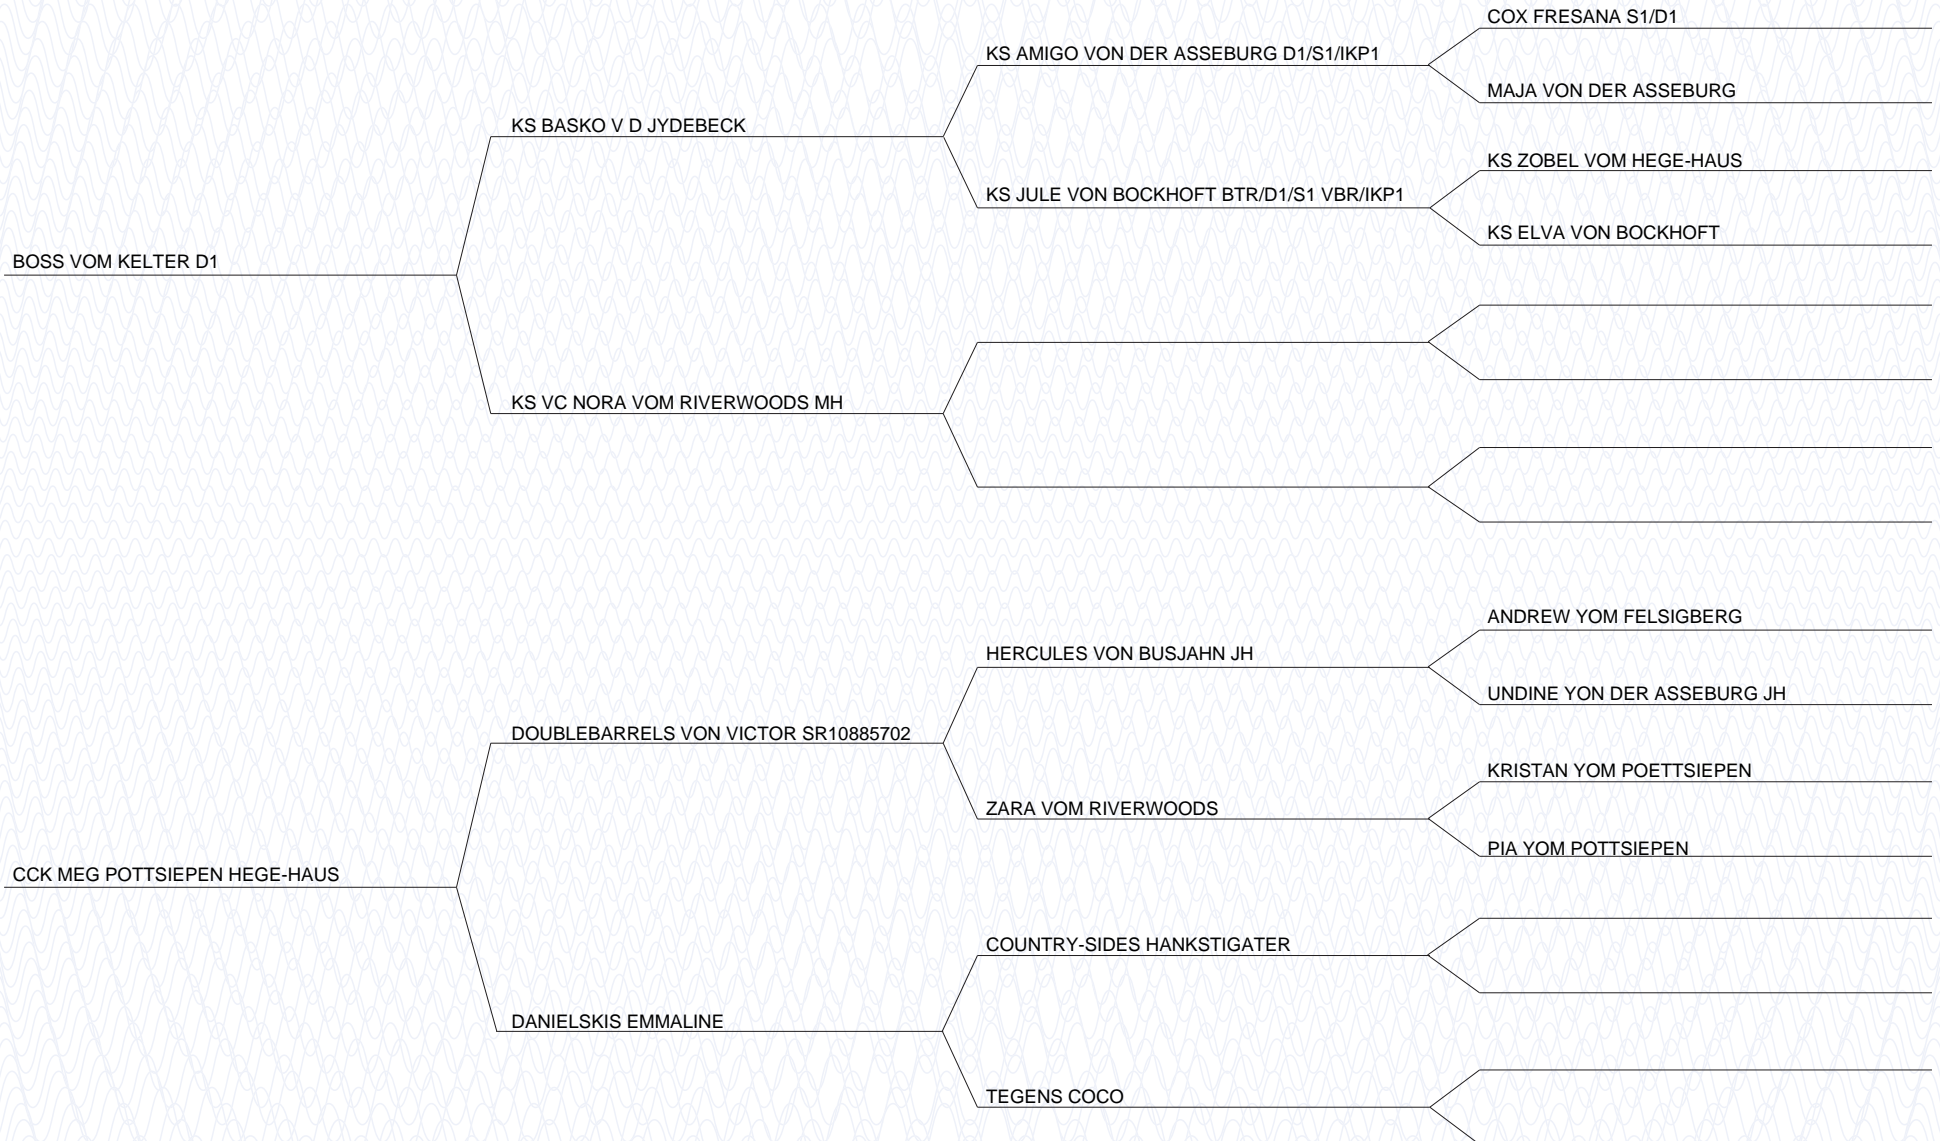 COX FRESANA S1/D1
KS AMIGO VON DER ASSEBURG D1/S1/IKP1
MAJA VON DER ASSEBURG
KS BASKO V D JYDEBECK
KS ZOBEL VOM HEGE-HAUS
KS JULE VON BOCKHOFT BTR/D1/S1 VBR/IKP1
KS ELVA VON BOCKHOFT
BOSS VOM KELTER D1
KS VC NORA VOM RIVERWOODS MH
ANDREW YOM FELSIGBERG
HERCULES VON BUSJAHN JH
UNDINE YON DER ASSEBURG JH
DOUBLEBARRELS VON VICTOR SR10885702
KRISTAN YOM POETTSIEPEN
ZARA VOM RIVERWOODS
PIA YOM POTTSIEPEN
CCK MEG POTTSIEPEN HEGE-HAUS
COUNTRY-SIDES HANKSTIGATER
DANIELSKIS EMMALINE
TEGENS COCO